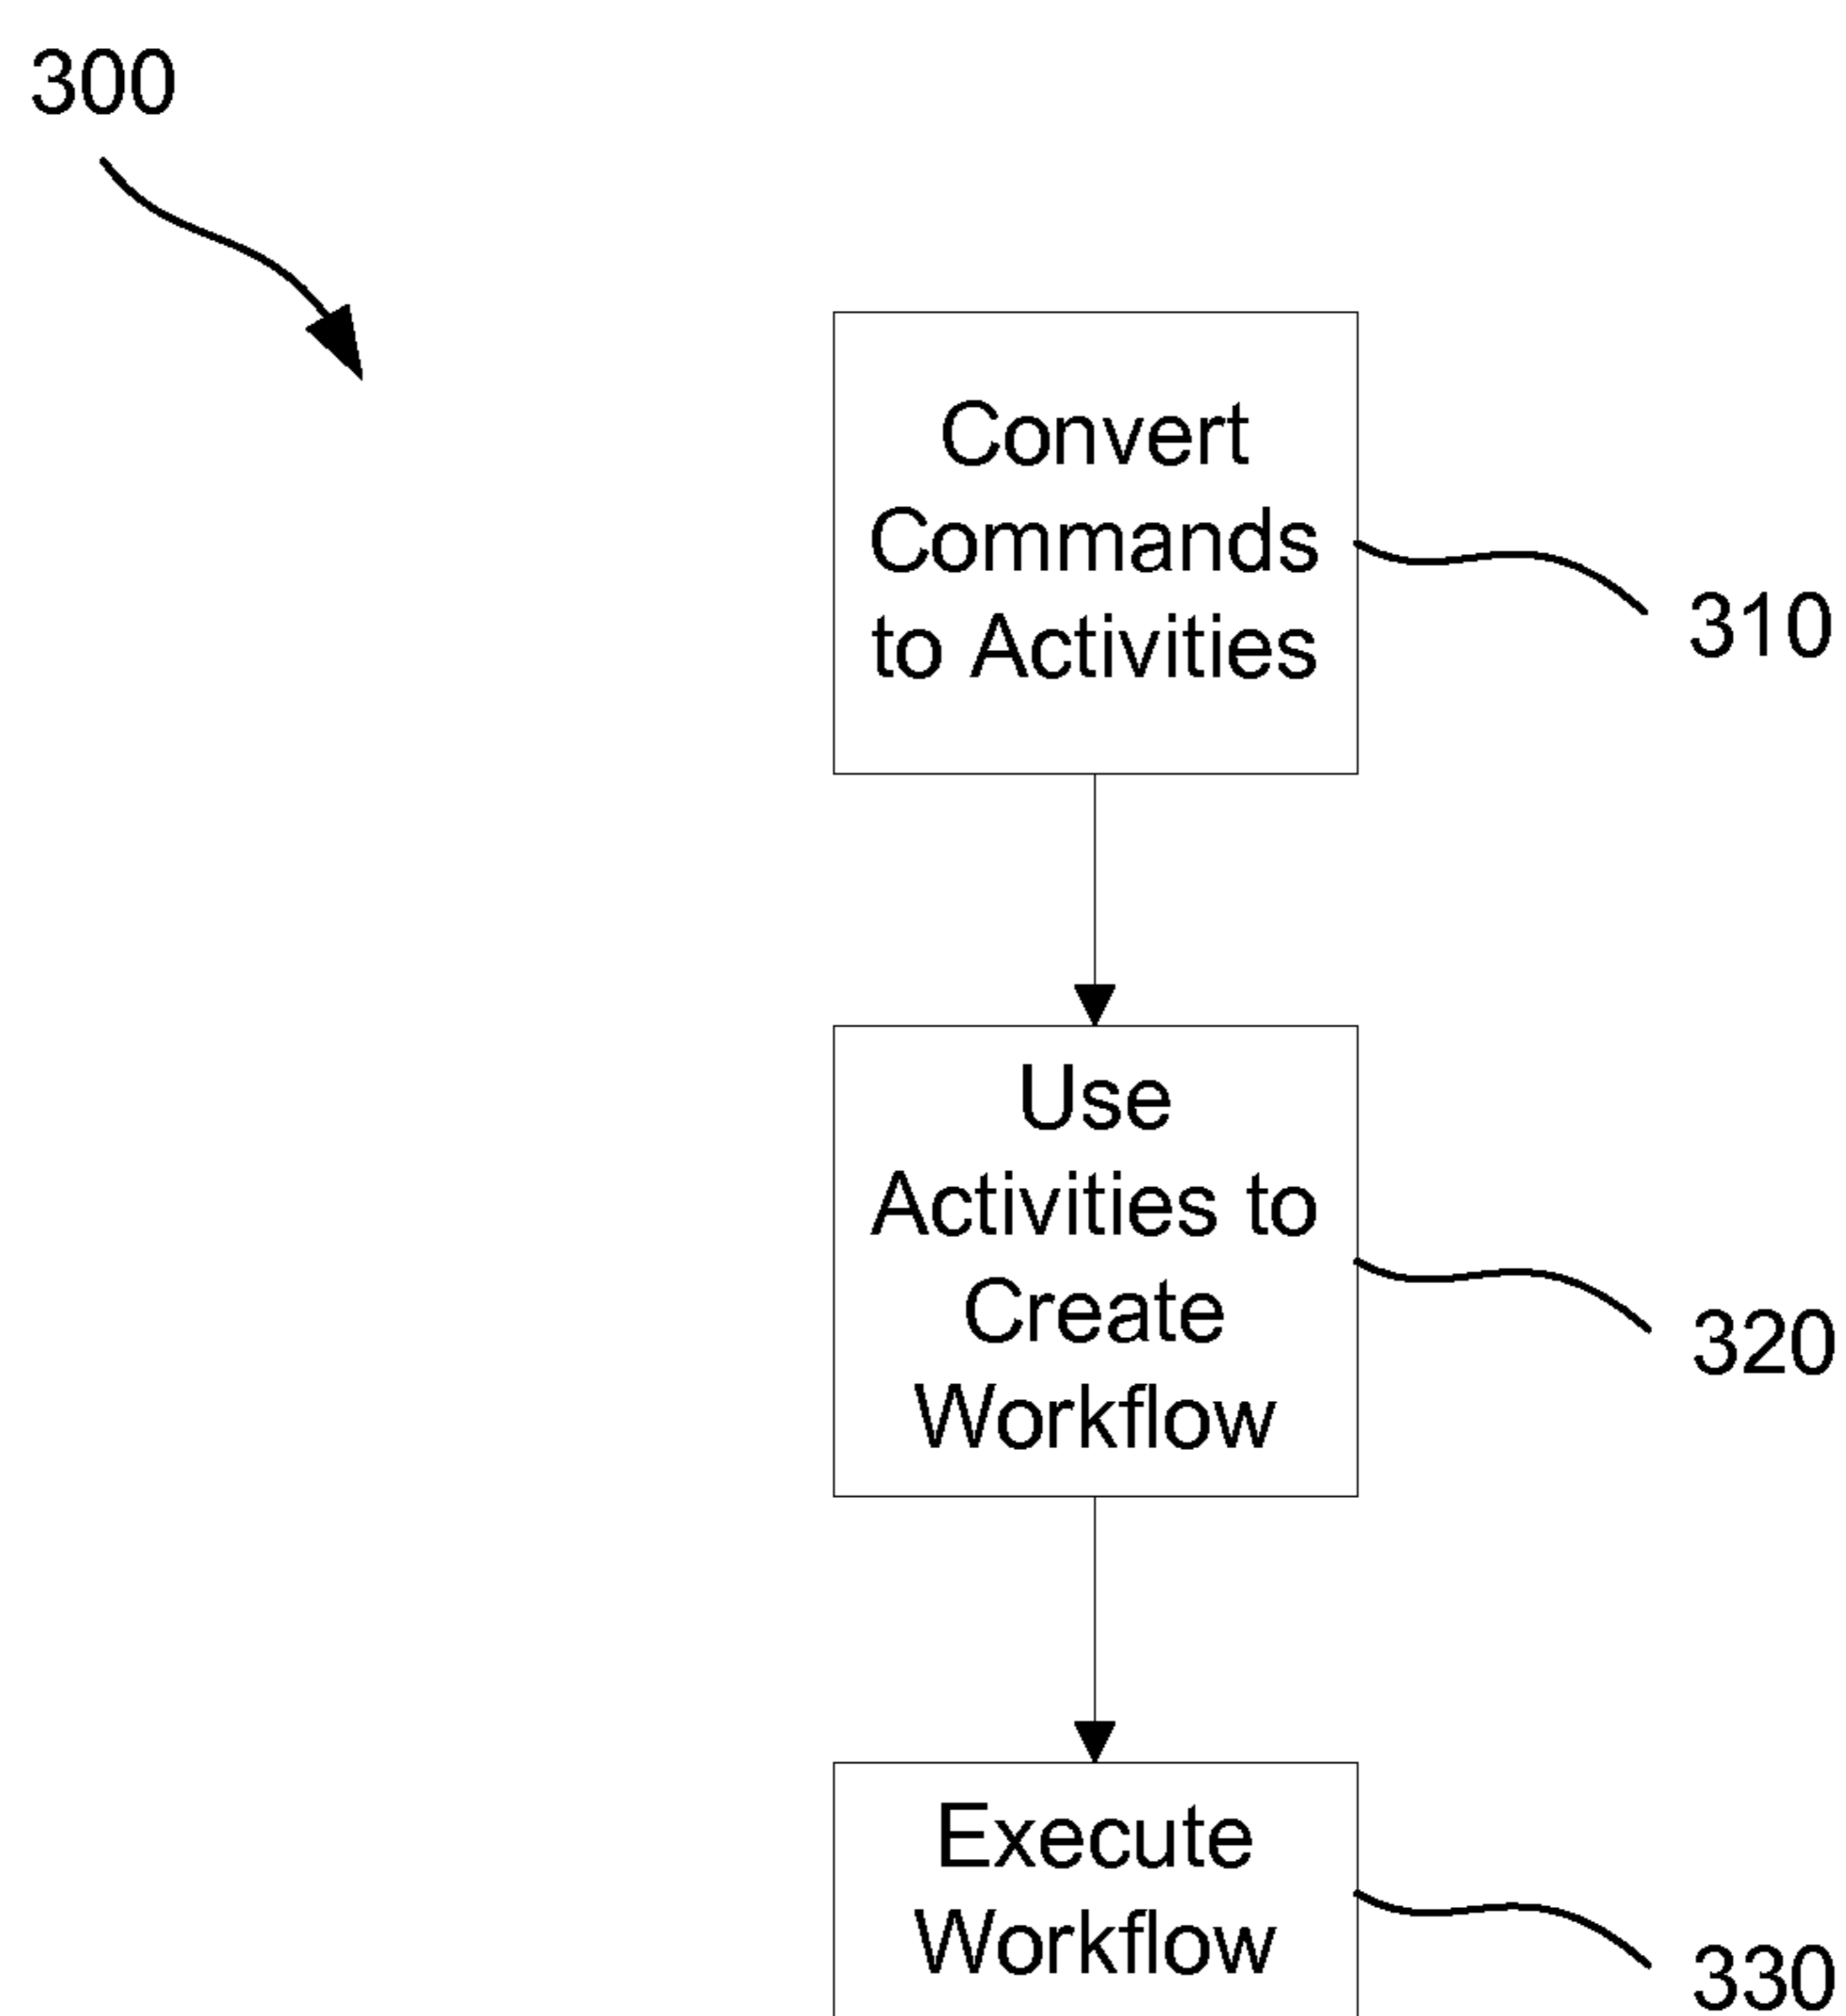 300
Convert
Commands
to Activities
310
Use
Activities to
Create
Workflow
320
Execute
Workflow
330